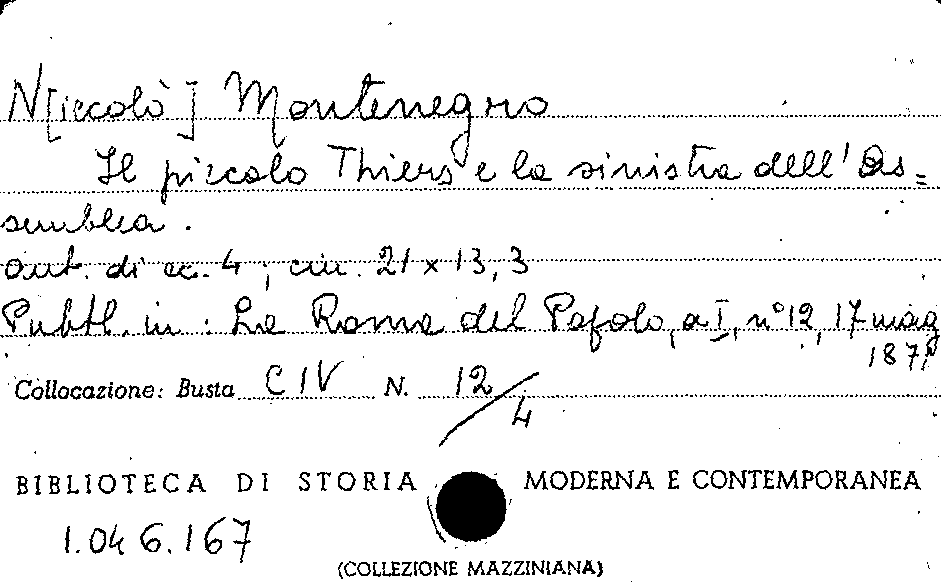 N[iccolò] Montenegro
Il piccolo Thiers e la sinistra dell'As=
semblea.
aut. di cc. 4; cm. 21 x 13,3
Pubbl. in: La Roma del Popolo, a I, n° 12, 17 mag
1871
Collocazione: Busta CIV N. 12/4
BIBLIOTECA DI STORIA MODERNA E CONTEMPORANEA
1.046.167
(COLLEZIONE MAZZINIANA)